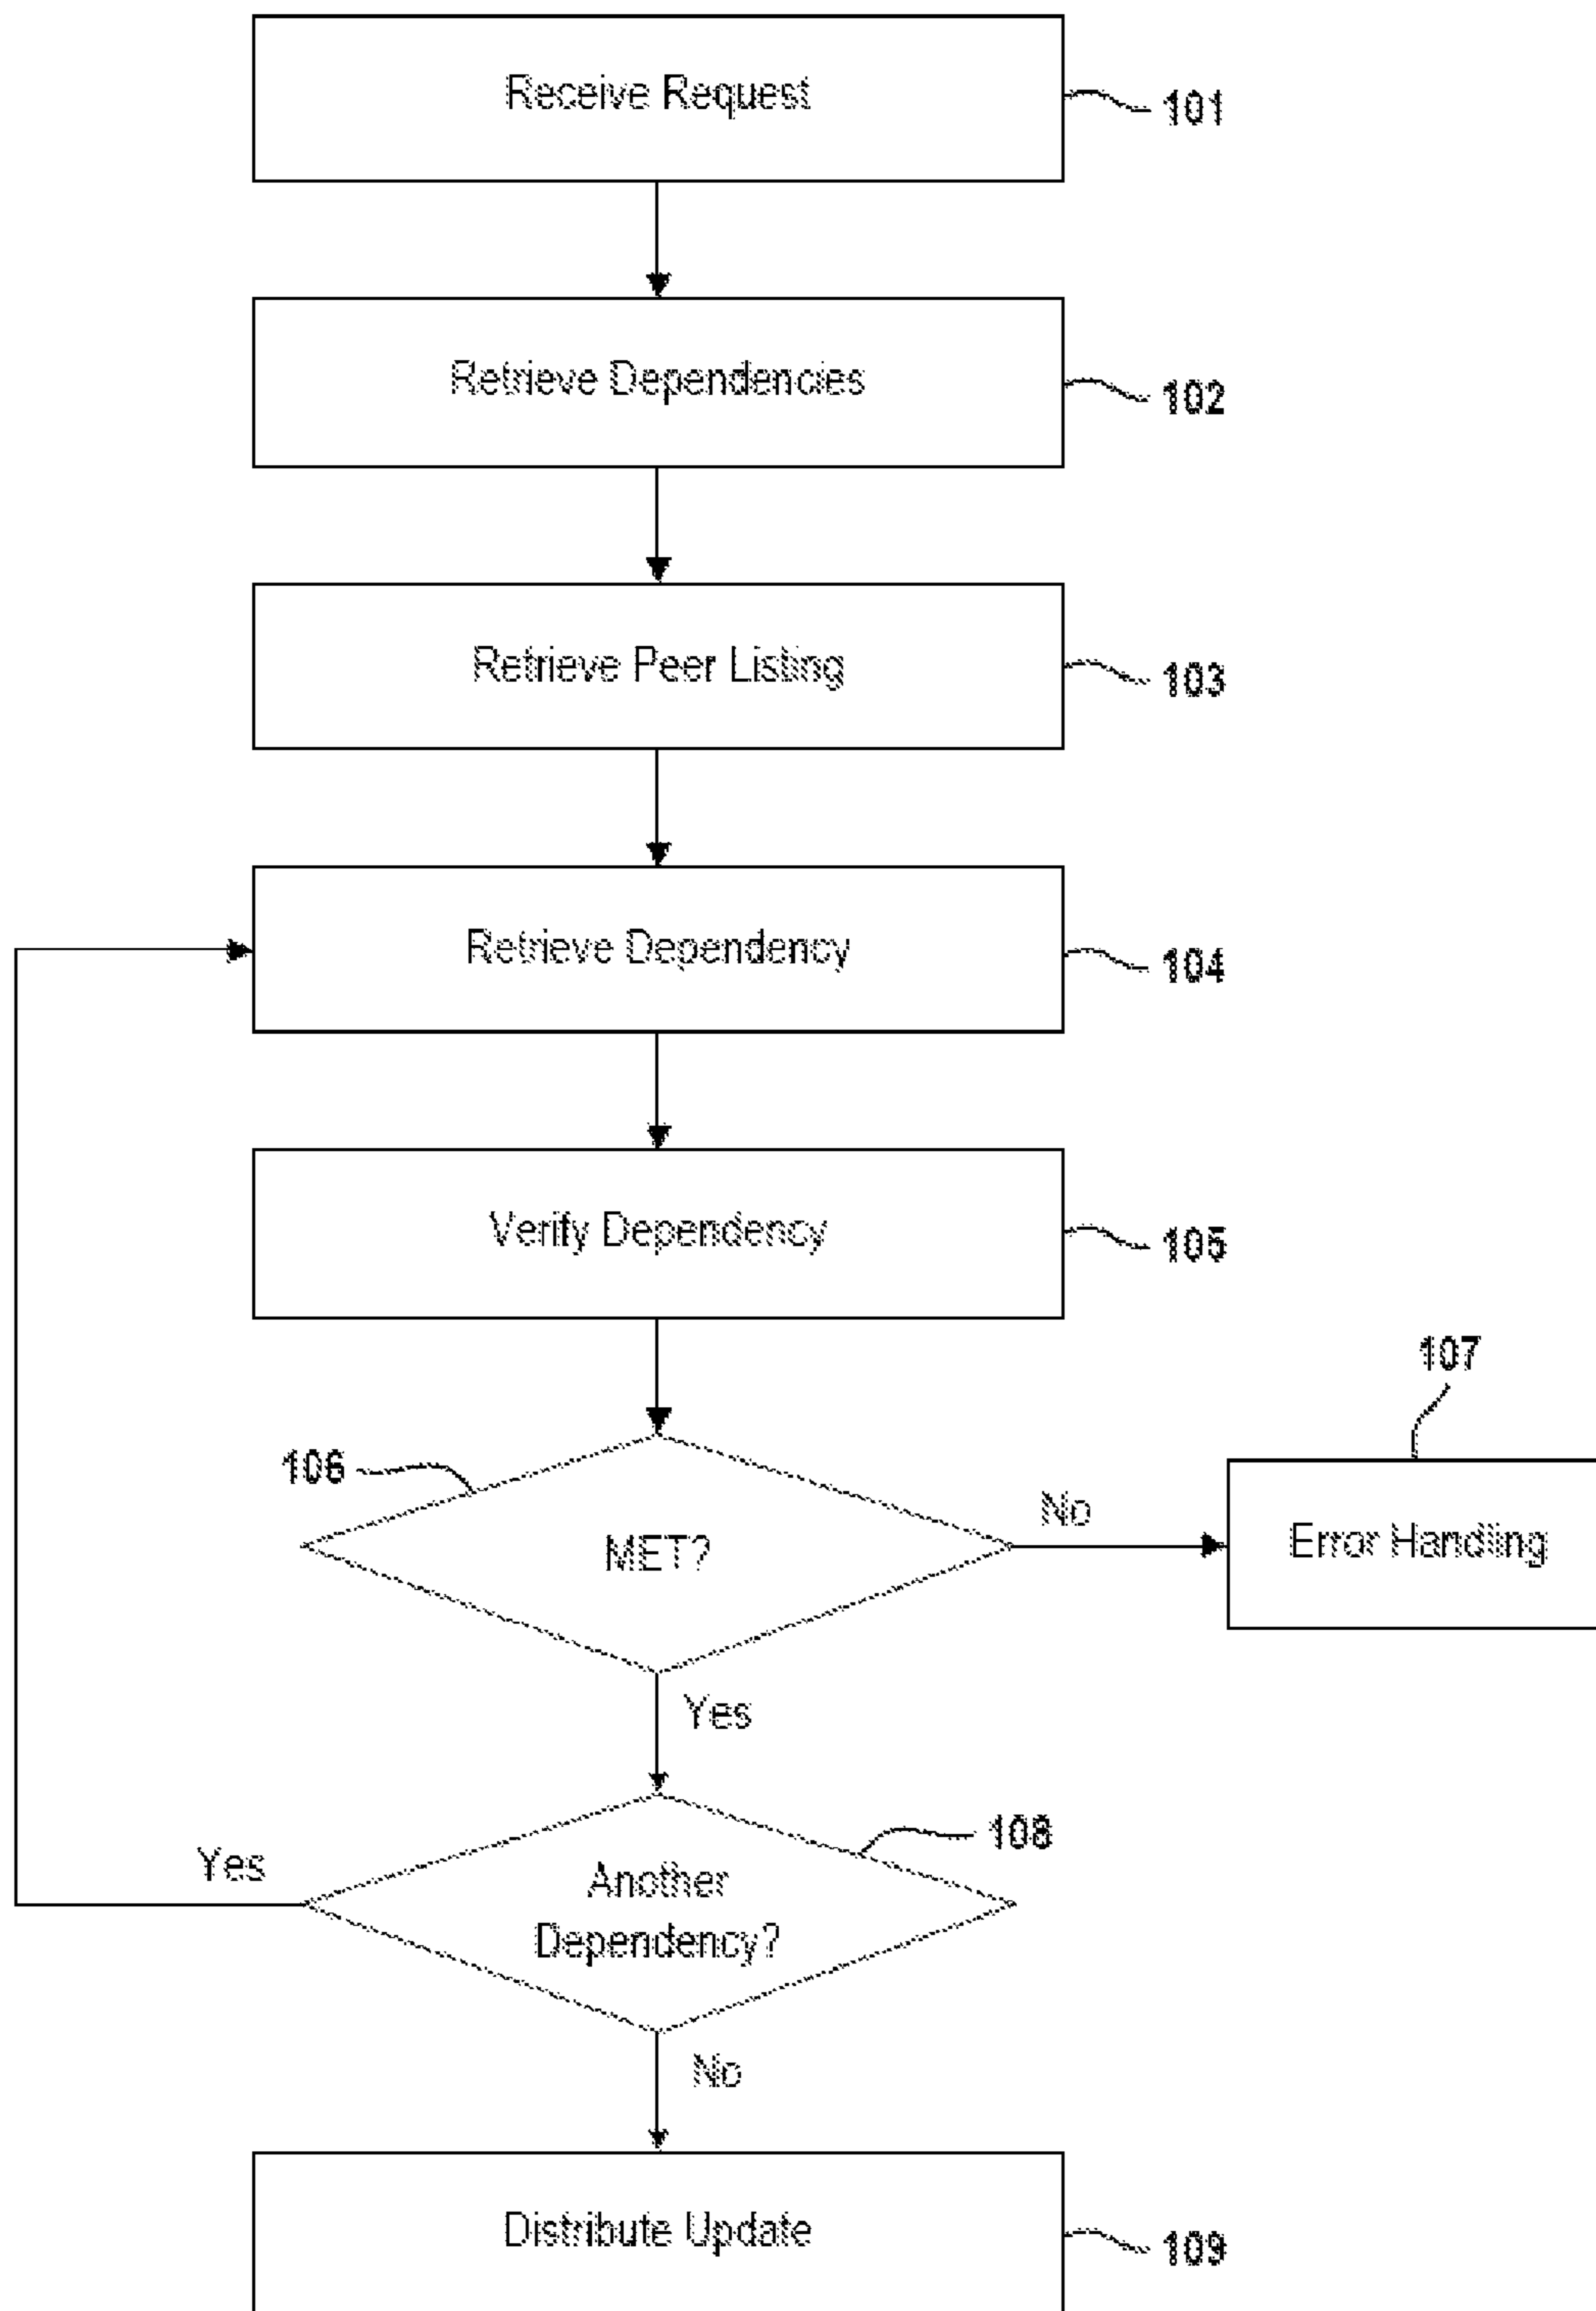 Receive Request
101
Retrieve Dependencies
102
Retrieve Peer Listing
103
Retrieve Dependency
104
Verify Dependency
105
107
106
MET?
No
Error Handling
Yes
108
Yes
Another
Dependency?
No
Distribute Update
109